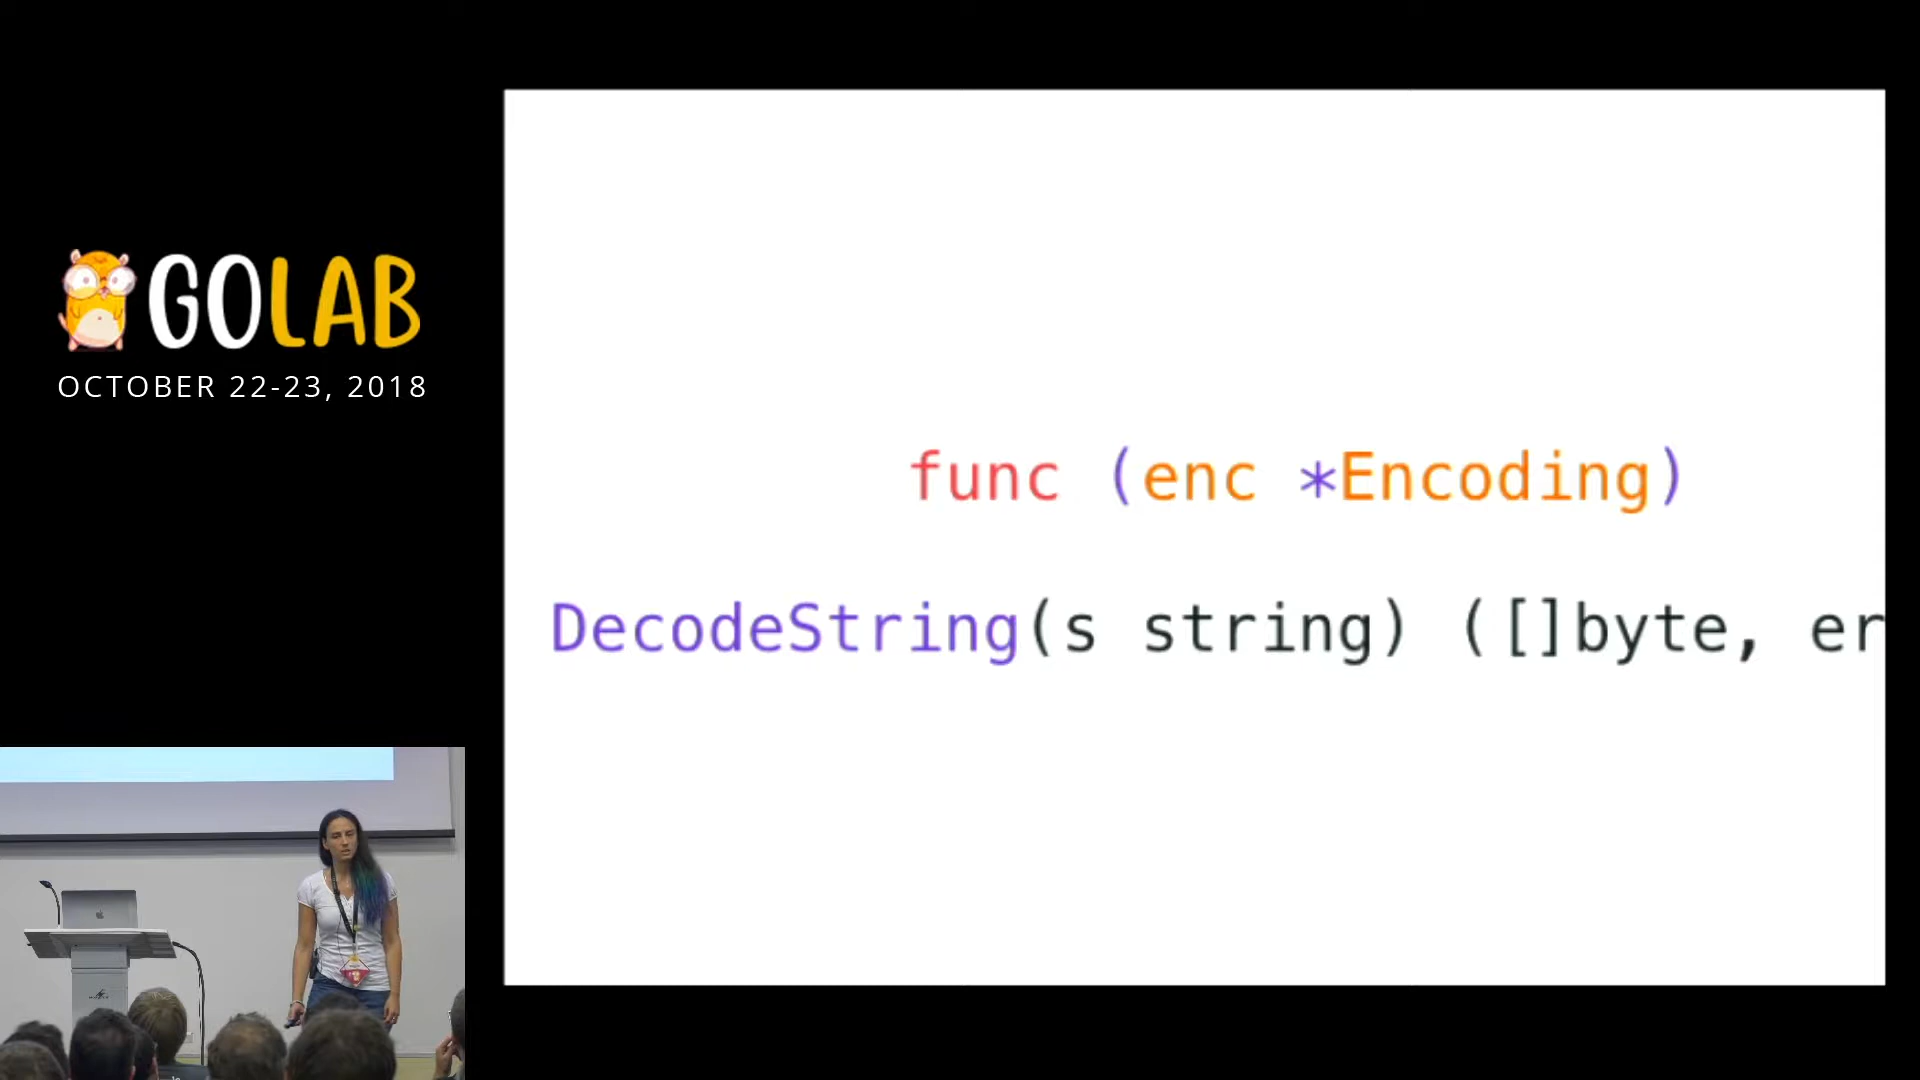 GOLAB
OCTOBER 22-23, 2018
func (enc *Encoding)
DecodeString(s string) ([]byte, er